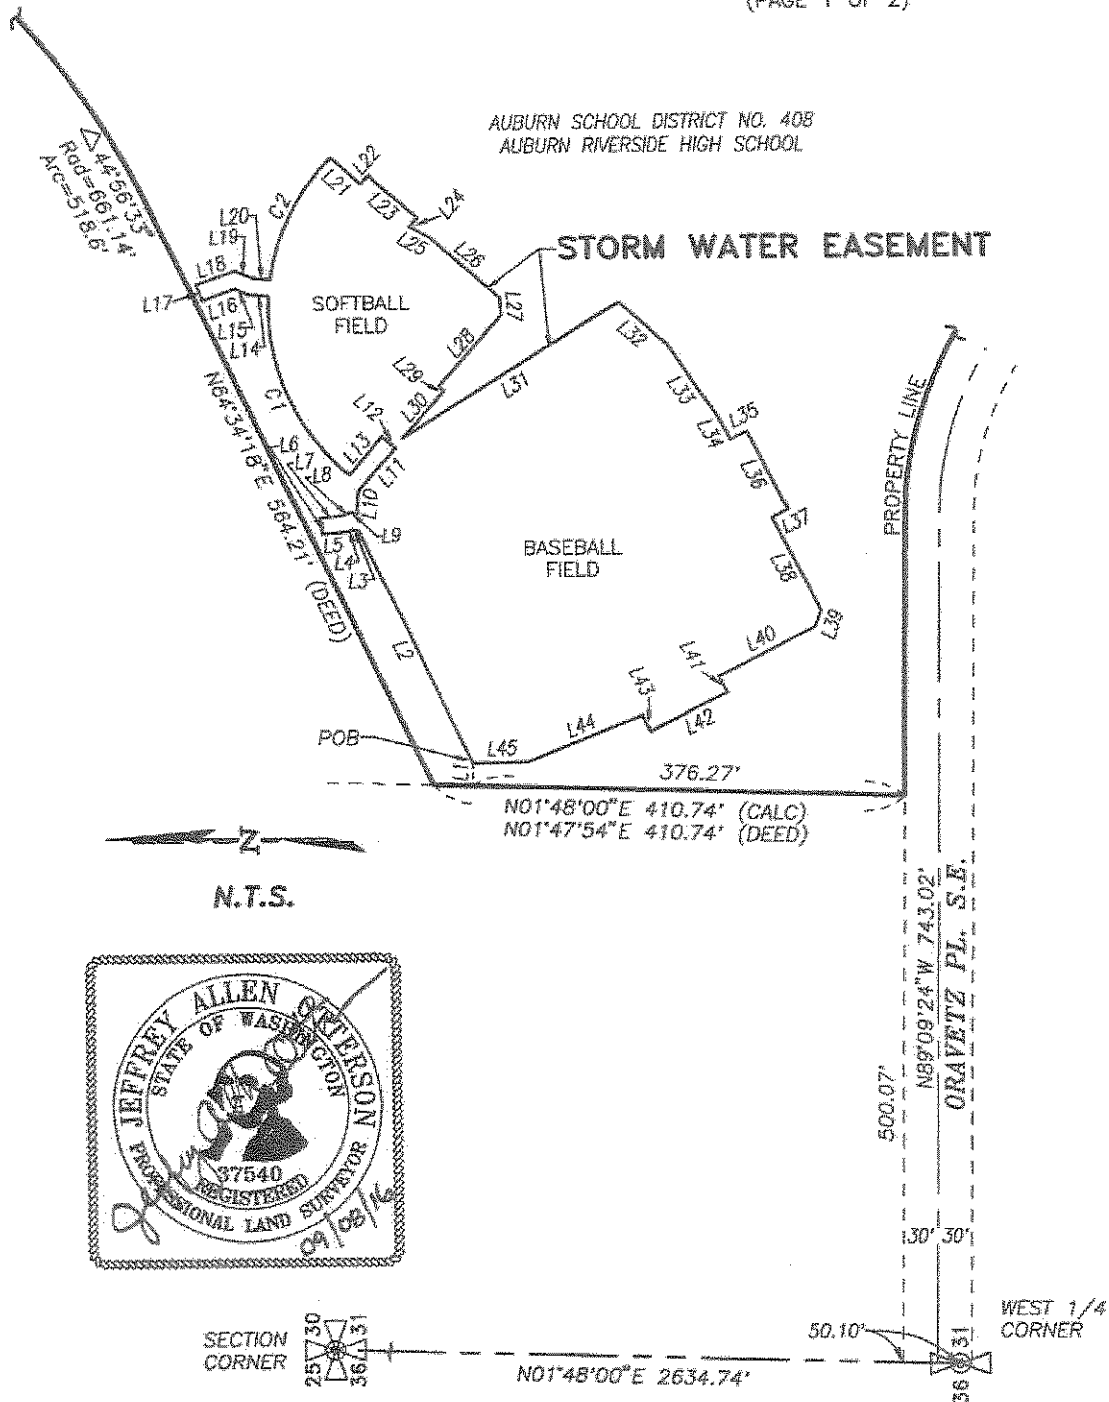 (PAGE 1 OF 2)
AUBURN SCHOOL DISTRICT NO. 408
AUBURN RIVERSIDE HIGH SCHOOL
△ 44°56'33"
Rad=661.14'
Arc=518.6'
L20
L19
L18
C2
L21
L22
L23
L24
L25
L26
STORM WATER EASEMENT
L17
L16
L15
L14
SOFTBALL
FIELD
L27
L28
L29
L30
L31
L32
L33
L34
L35
L36
L37
L38
L39
L12
L13
L11
L10
C1
L6
L7
L8
L9
L5
L4
L3
L2
N64°34'18"E 564.21' (DEED)
BASEBALL
FIELD
PROPERTY LINE
L40
L41
L42
L43
L44
L45
POB
L1
376.27'
N01°48'00"E 410.74' (CALC)
N01°47'54"E 410.74' (DEED)
N
N.T.S.
JEFFREY ALLEN OTTERSON
STATE OF WASHINGTON
37540
REGISTERED
PROFESSIONAL LAND SURVEYOR
09/08/16
500.07'
N89°09'24"W 743.02'
ORAVETZ PL. S.E.
30' 30'
SECTION
CORNER
25 30
36 31
50.10'
WEST 1/4
CORNER
36 31
N01°48'00"E 2634.74'